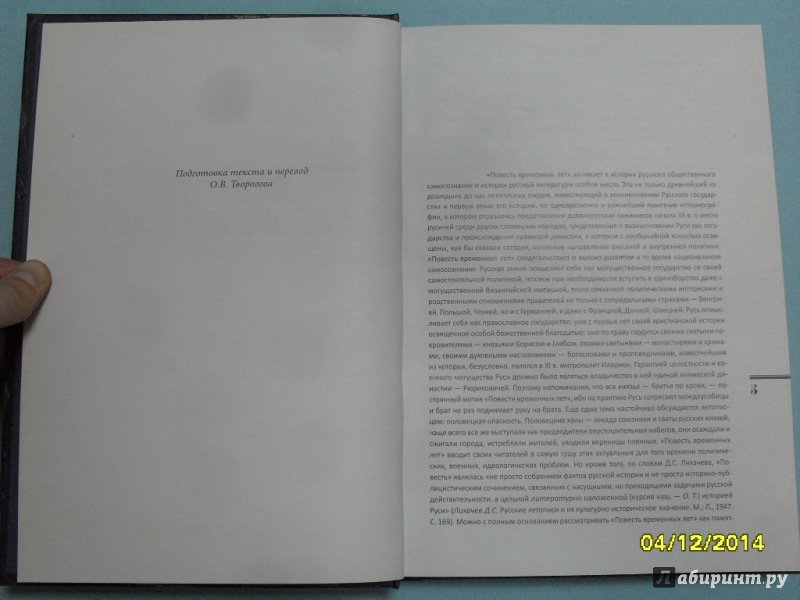 Подготовка текста и перевод
О.В. Творогова
«Повесть временных лет» занимает в истории русского общественного
самосознания и истории русской литературы особое место. Это не только древнейший из
дошедших до нас летописных сводов, повествующий о возникновении Русского государ-
ства и первых веках его истории, но одновременно и важнейший памятник историогра-
фии, в котором отразились представления древнерусских книжников начала XII в. о месте
русичей среди других славянских народов, представления о возникновении Руси как го-
сударства и происхождении правящей династии, в котором с необычайной ясностью осве-
щены, как бы сказали сегодня, основные направления внешней и внутренней политики.
«Повесть временных лет» свидетельствует о высоко развитом в то время национальном
самосознании: Русская земля осмысляет себя как могущественное государство со своей
самостоятельной политикой, готовое при необходимости вступить в единоборство даже с
могущественной Византийской империей, тесно связанное политическими интересами и
родственными отношениями правителей не только с сопредельными странами — Венгри-
ей, Польшей, Чехией, но и с Германией, и даже с Францией, Данией, Швецией. Русь осмыс-
ливает себя как православное государство, уже с первых лет своей христианской истории
освященное особой божественной благодатью: оно по праву гордится своими святыми по-
кровителями — князьями Борисом и Глебом, своими святынями — монастырями и храма-
ми, своими духовными наставниками — богословами и проповедниками, известнейшим
из которых, безусловно, являлся в XI в. митрополит Иларион. Гарантией целостности и во-
енного могущества Руси должно было являться владычество в ней единой княжеской ди-
настии — Рюриковичей. Поэтому напоминания, что все князья — братья по крови, — по-
стоянный мотив «Повести временных лет», ибо на практике Русь сотрясают междоусобицы
и брат не раз поднимает руку на брата. Еще одна тема настойчиво обсуждается летопис-
цем: половецкая опасность. Половецкие ханы — иногда союзники и сваты русских князей,
чаще всего все же выступали как предводители опустошительных набегов, они осаждали и
сжигали города, истребляли жителей, уводили вереницы пленных. «Повесть временных
лет» вводит своих читателей в самую гущу этих актуальных для того времени политичес-
ких, военных, идеологических проблем. Но кроме того, по словам Д.С. Лихачева, «По-
весть» являлась «не просто собранием фактов русской истории и не просто историко-пуб-
лицистическим сочинением, связанным с насущными, но преходящими задачами русской
действительности, а цельной литературно изложенной (курсив наш, — О. Т.) историей
Руси» (Лихачев Д.С. Русские летописи и их культурно-историческое значение. М.; Л., 1947.
С. 169). Можно с полным основанием рассматривать «Повесть временных лет» как памят-
5
04/12/2014
Лабиринт.ру